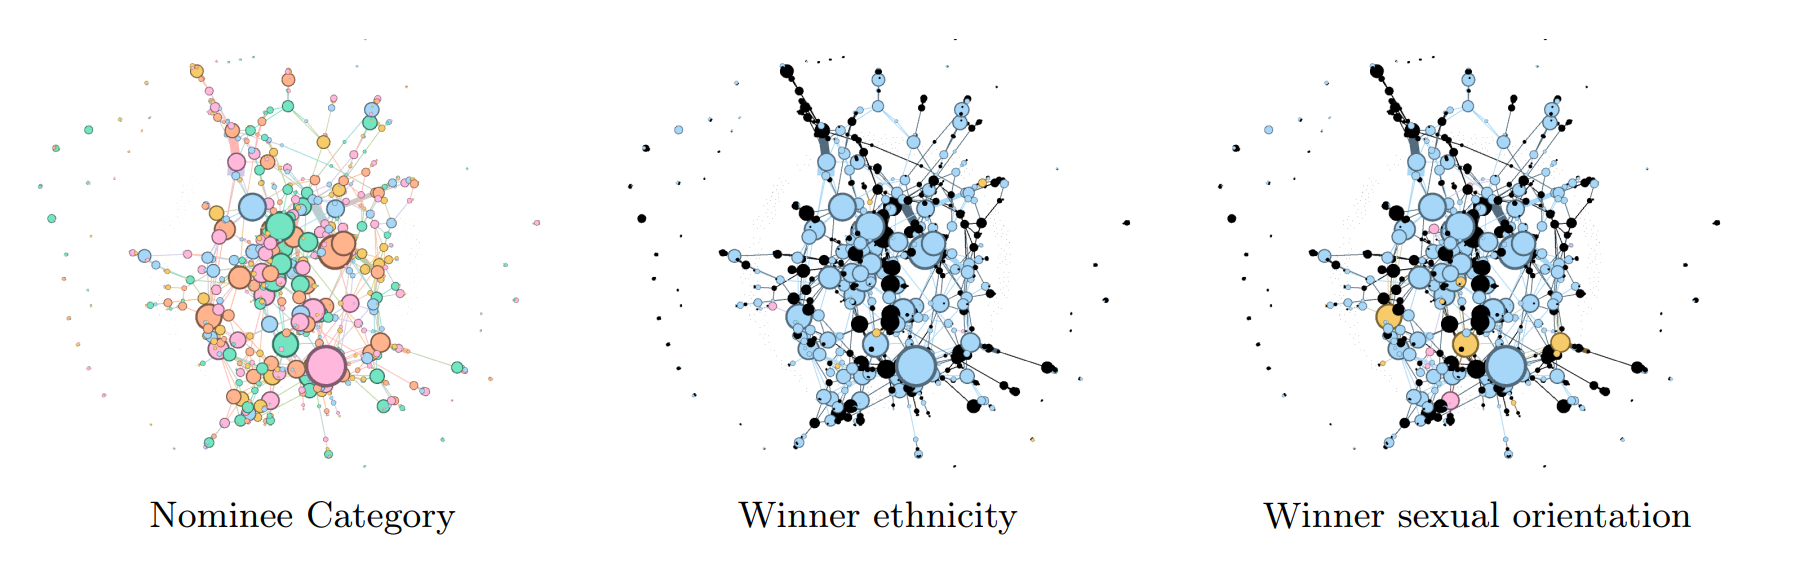 Nominee Category
Winner ethnicity
Winner sexual orientation